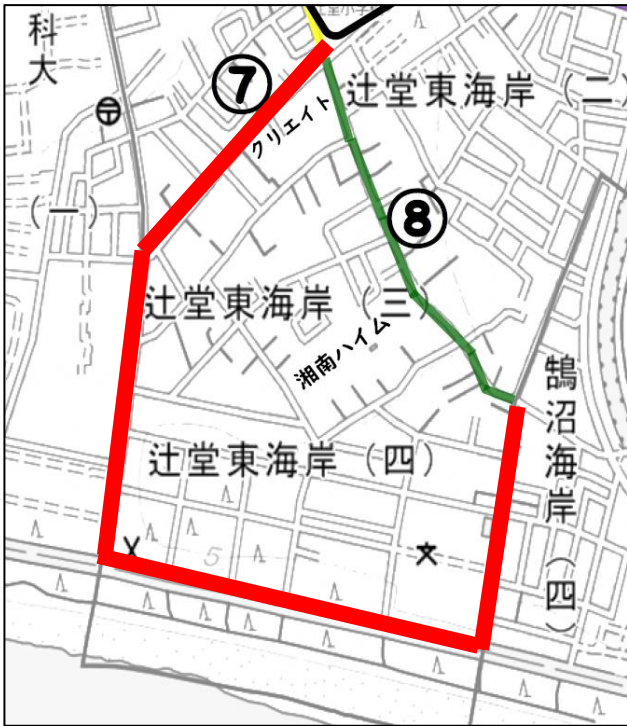 科大
⑦
辻堂東海岸（二）
クリエイト
（一）
⑧
辻堂東海岸（三）
湘南ハイム
鵠沼海岸（四）
辻堂東海岸（四）
5